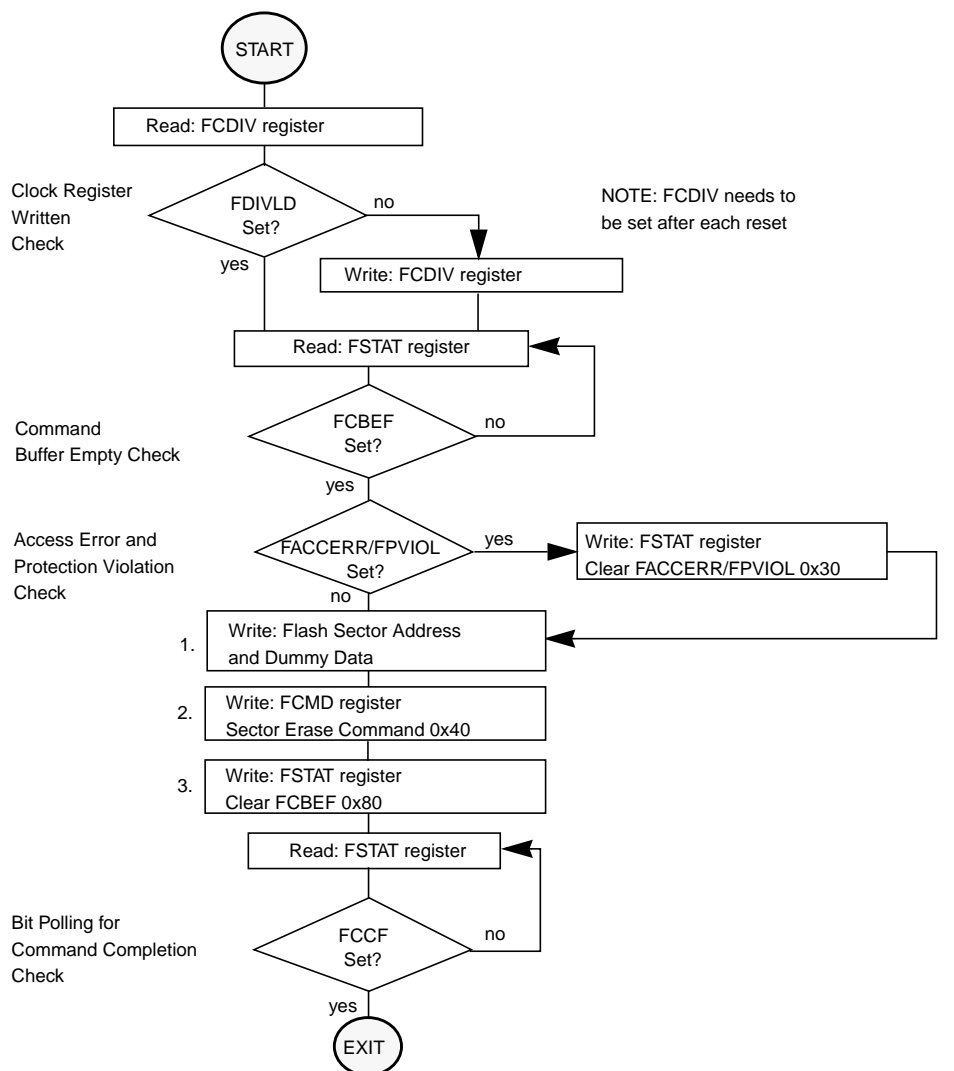 START
Read: FCDIV register
Clock Register
Written
Check
FDIVLD
Set?
no
yes
NOTE: FCDIV needs to
be set after each reset
Write: FCDIV register
Read: FSTAT register
Command
Buffer Empty Check
FCBEF
Set?
no
yes
Access Error and
Protection Violation
Check
FACCERR/FPVIOL
Set?
yes
no
Write: FSTAT register
Clear FACCERR/FPVIOL 0x30
1.
Write: Flash Sector Address
and Dummy Data
2.
Write: FCMD register
Sector Erase Command 0x40
3.
Write: FSTAT register
Clear FCBEF 0x80
Read: FSTAT register
Bit Polling for
Command Completion
Check
FCCF
Set?
no
yes
EXIT